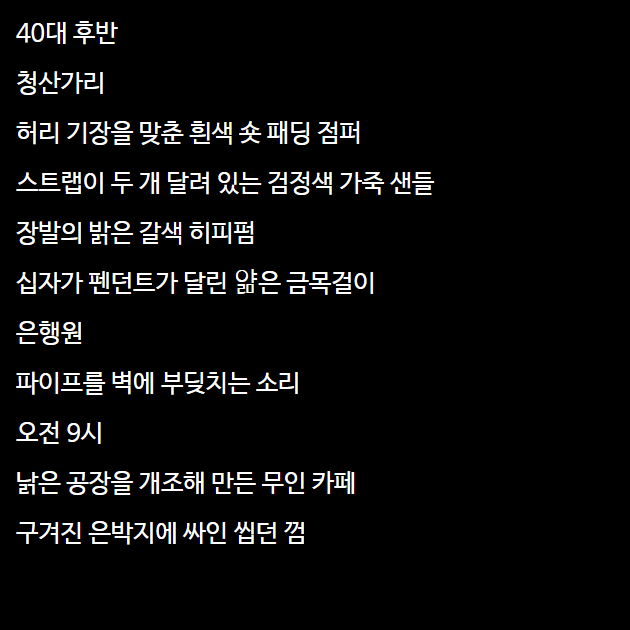 40대 후반
청산가리
허리 기장을 맞춘 흰색 숏 패딩 점퍼
스트랩이 두 개 달려 있는 검정색 가죽 샌들
장발의 밝은 갈색 히피펌
십자가 펜던트가 달린 얇은 금목걸이
은행원
파이프를 벽에 부딪치는 소리
오전 9시
낡은 공장을 개조해 만든 무인 카페
구겨진 은박지에 싸인 씹던 껌